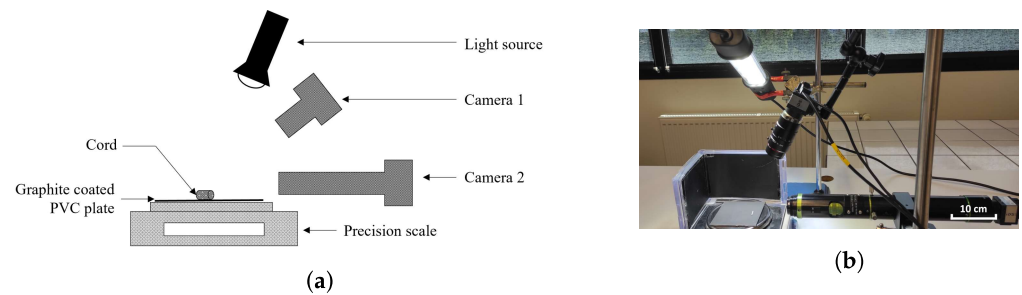 Light source
Camera 1
Cord
Graphite coated
PVC plate
Camera 2
Precision scale
10 cm
(a)
(b)